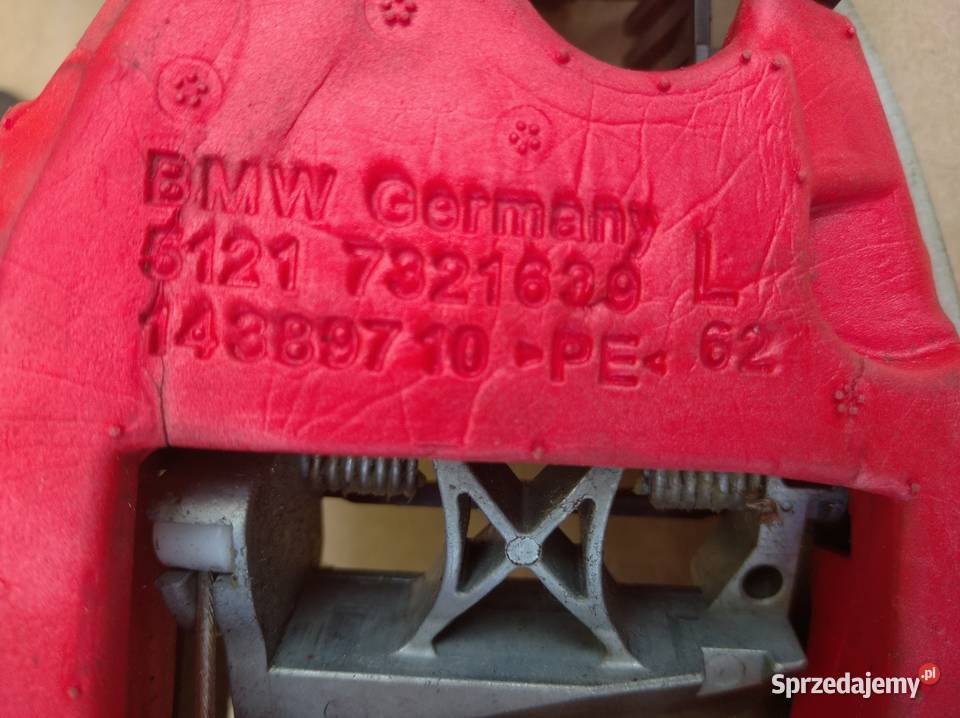 BMW Germany
5121 7321639 L
14389710 >PE< 62
Sprzedajemy.pl